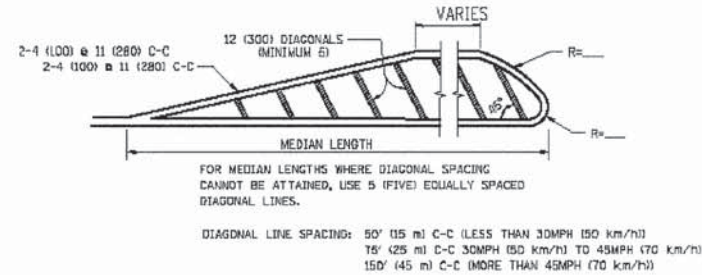 VARIES
2-4 (100) @ 11 (280) C-C
2-4 (100) @ 11 (280) C-C
12 (300) DIAGONALS
(MINIMUM 6)
R=___
45°
R=___
MEDIAN LENGTH
FOR MEDIAN LENGTHS WHERE DIAGONAL SPACING
CANNOT BE ATTAINED, USE 5 (FIVE) EQUALLY SPACED
DIAGONAL LINES.
DIAGONAL LINE SPACING: 50' (15 m) C-C (LESS THAN 30MPH (50 km/h))
75' (25 m) C-C 30MPH (50 km/h) TO 45MPH (70 km/h)
150' (45 m) C-C (MORE THAN 45MPH (70 km/h))